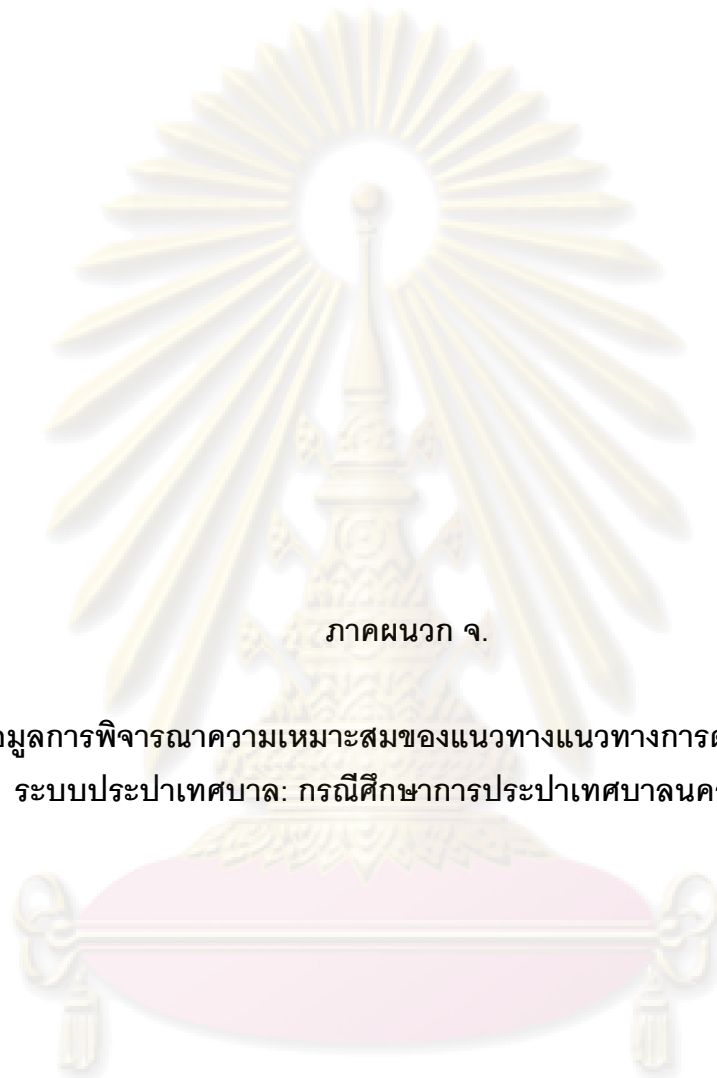 ภาคผนวก จ.
อมูลการพิจารณาความเหมาะสมของแนวทางแนวทางการ
ระบบประปาเทศบาล: กรณีศึกษาการประปาเทศบาลนคร